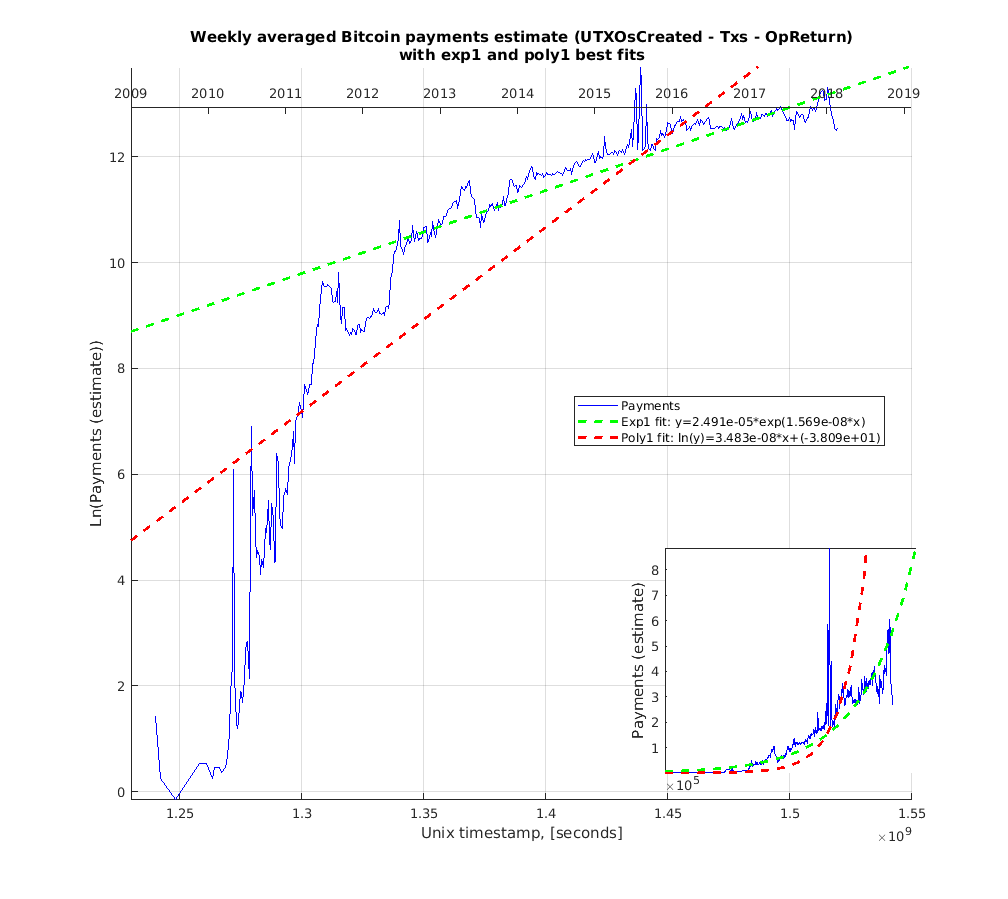 Weekly averaged Bitcoin payments estimate (UTXOsCreated - Txs - OpReturn)
with exp1 and poly1 best fits
2009 2010 2011 2012 2013 2014 2015 2016 2017 2018 2019
12
10
8
6
4
2
0
Ln(Payments (estimate))
Payments
Exp1 fit: y=2.491e-05*exp(1.569e-08*x)
Poly1 fit: ln(y)=3.483e-08*x+(-3.809e+01)
8
7
6
5
4
3
2
1
Payments (estimate)
×10^5
1.25 1.3 1.35 1.4 1.45 1.5 1.55
Unix timestamp, [seconds]
×10^9